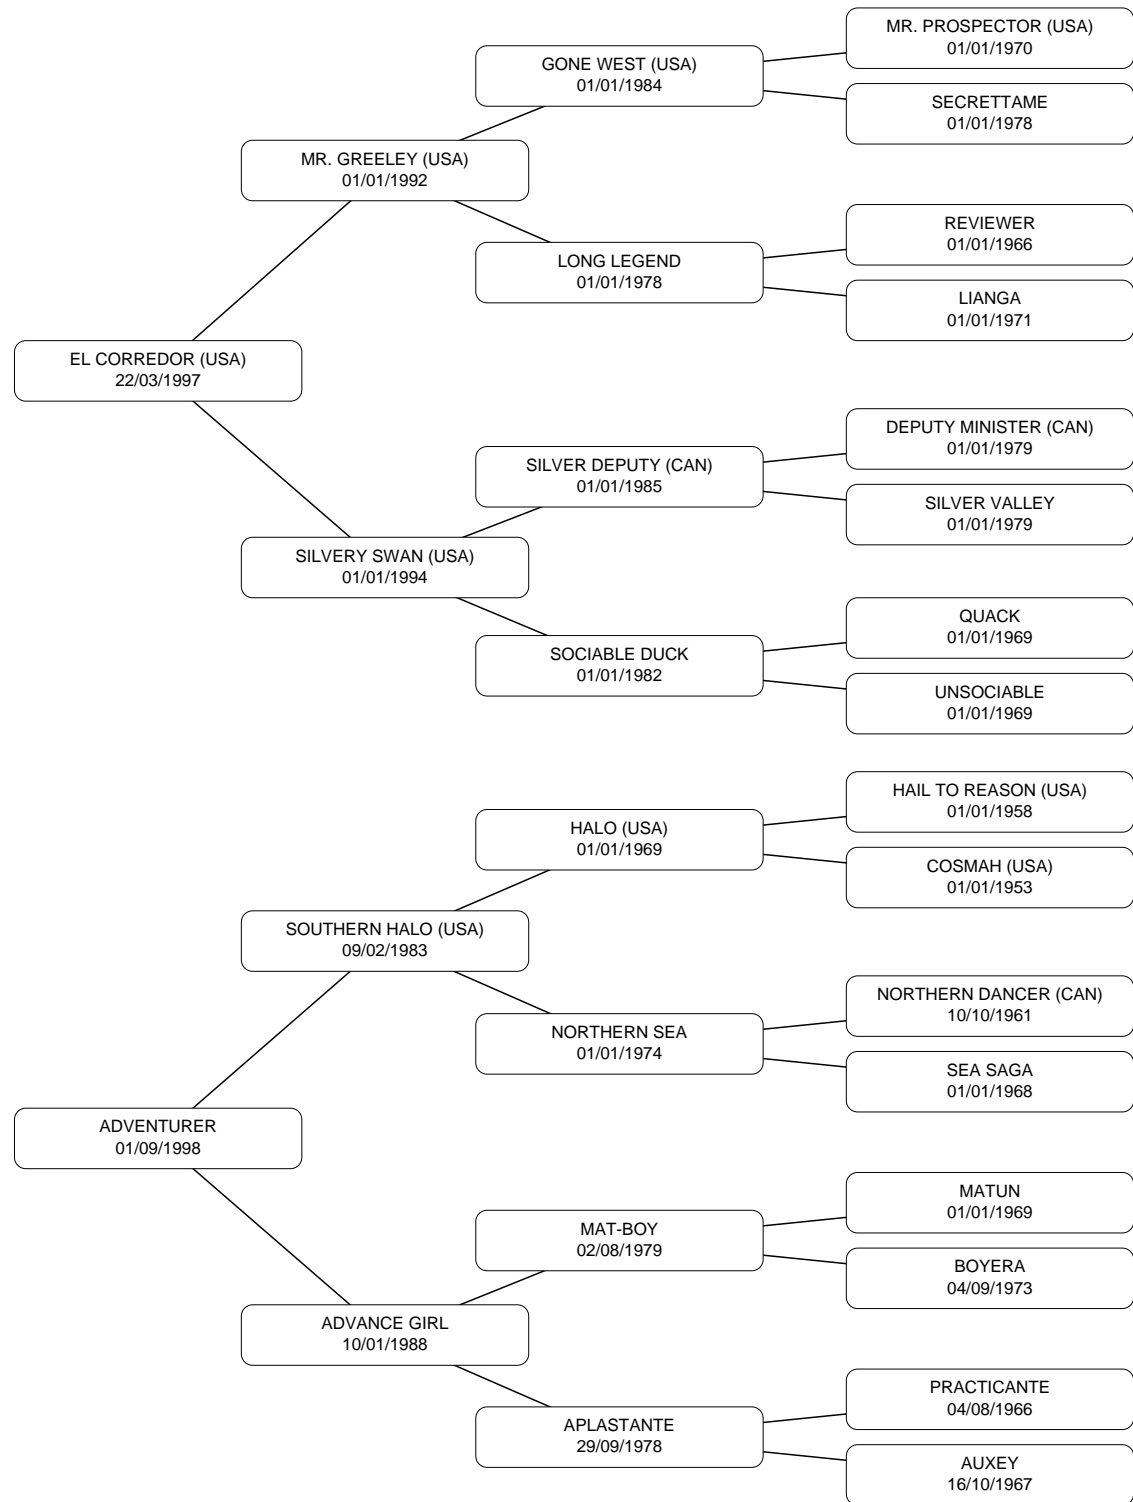 MR. PROSPECTOR (USA)
01/01/1970
GONE WEST (USA)
01/01/1984
SECRETTAME
01/01/1978
MR. GREELEY (USA)
01/01/1992
REVIEWER
01/01/1966
LONG LEGEND
01/01/1978
LIANGA
01/01/1971
EL CORREDOR (USA)
22/03/1997
DEPUTY MINISTER (CAN)
01/01/1979
SILVER DEPUTY (CAN)
01/01/1985
SILVER VALLEY
01/01/1979
SILVERY SWAN (USA)
01/01/1994
QUACK
01/01/1969
SOCIABLE DUCK
01/01/1982
UNSOCIABLE
01/01/1969
HAIL TO REASON (USA)
01/01/1958
HALO (USA)
01/01/1969
COSMAH (USA)
01/01/1953
SOUTHERN HALO (USA)
09/02/1983
NORTHERN DANCER (CAN)
10/10/1961
NORTHERN SEA
01/01/1974
SEA SAGA
01/01/1968
ADVENTURER
01/09/1998
MATUN
01/01/1969
MAT-BOY
02/08/1979
BOYERA
04/09/1973
ADVANCE GIRL
10/01/1988
PRACTICANTE
04/08/1966
APLASTANTE
29/09/1978
AUXEY
16/10/1967